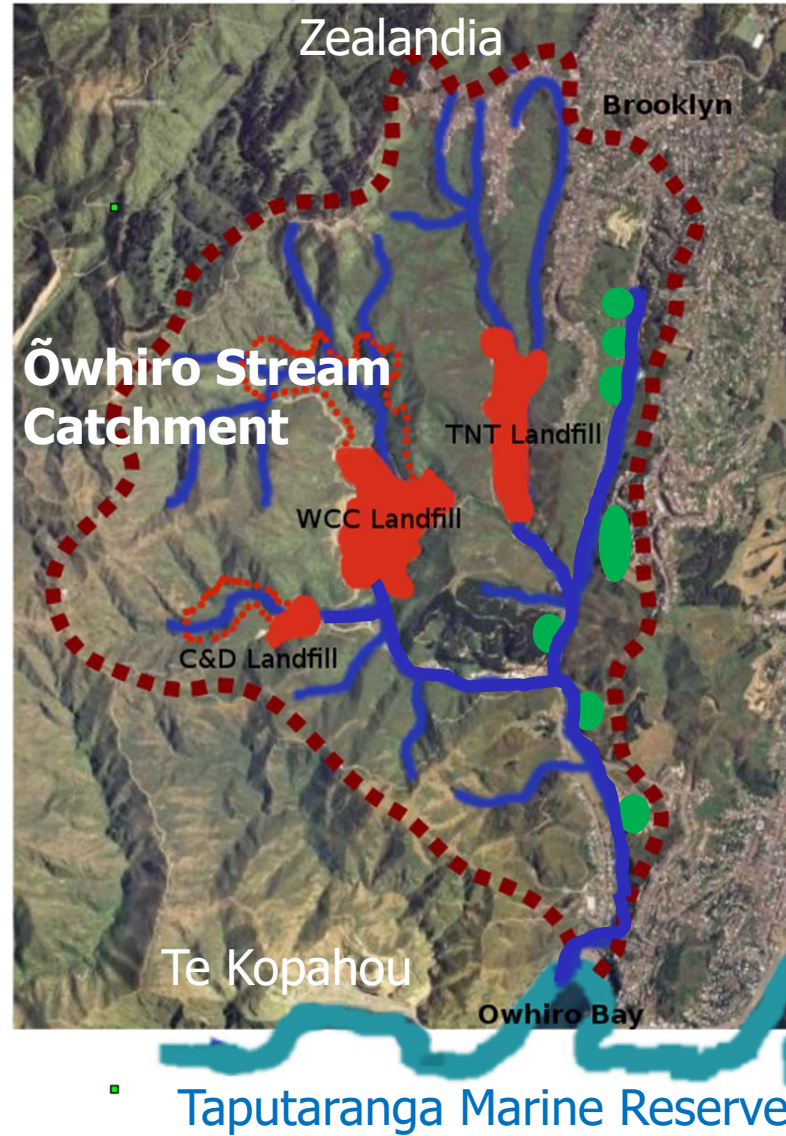 Zealandia
Brooklyn
Õwhiro Stream
Catchment
TNT Landfill
WCC Landfill
C&D Landfill
Te Kopahou
Owhiro Bay
Taputaranga Marine Reserve